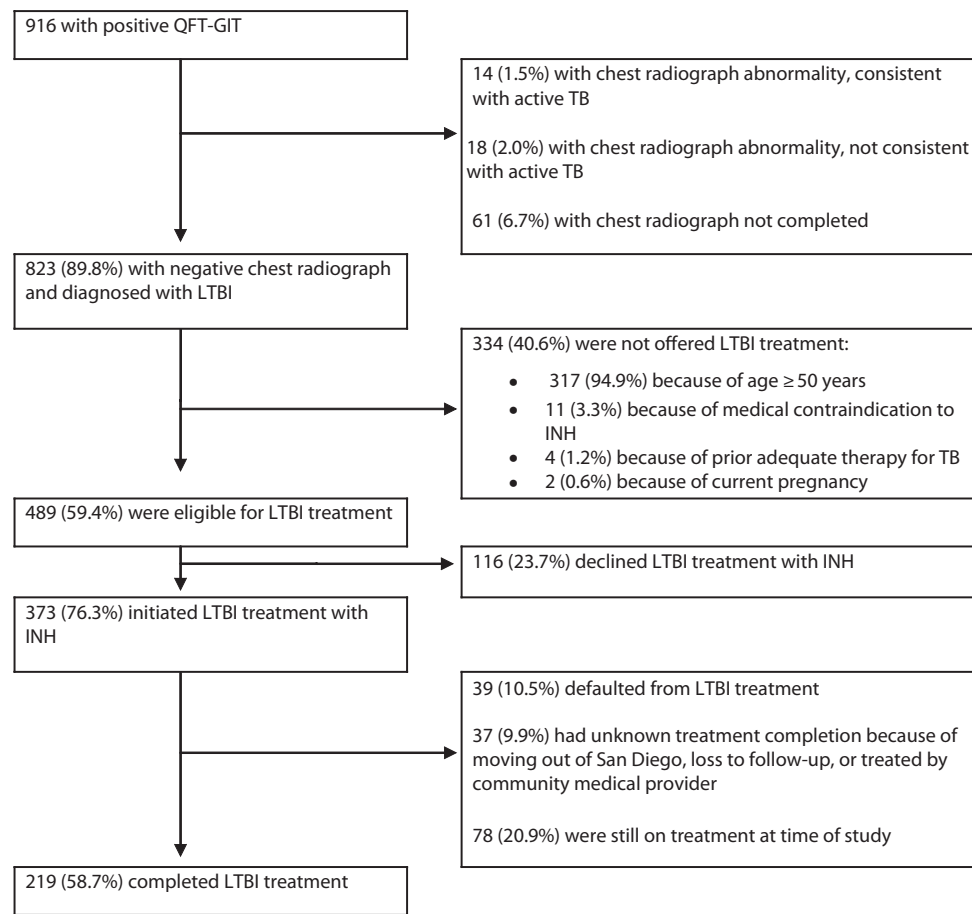 916 with positive QFT-GIT
14 (1.5%) with chest radiograph abnormality, consistent
with active TB
18 (2.0%) with chest radiograph abnormality, not consistent
with active TB
61 (6.7%) with chest radiograph not completed
823 (89.8%) with negative chest radiograph
and diagnosed with LTBI
334 (40.6%) were not offered LTBI treatment:
• 317 (94.9%) because of age ≥ 50 years
• 11 (3.3%) because of medical contraindication to
INH
• 4 (1.2%) because of prior adequate therapy for TB
• 2 (0.6%) because of current pregnancy
489 (59.4%) were eligible for LTBI treatment
116 (23.7%) declined LTBI treatment with INH
373 (76.3%) initiated LTBI treatment with
INH
39 (10.5%) defaulted from LTBI treatment
37 (9.9%) had unknown treatment completion because of
moving out of San Diego, loss to follow-up, or treated by
community medical provider
78 (20.9%) were still on treatment at time of study
219 (58.7%) completed LTBI treatment